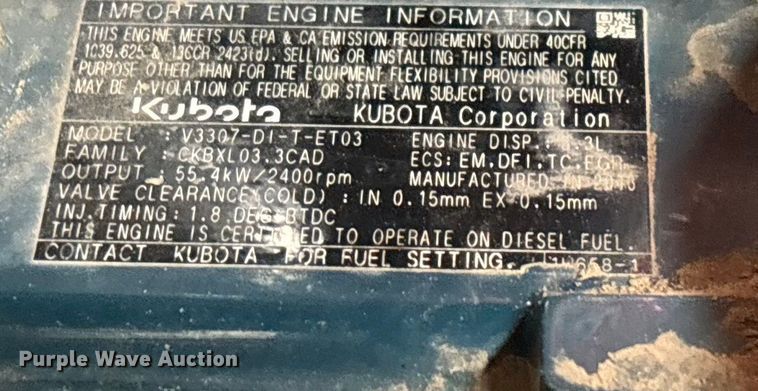 IMPORTANT ENGINE INFORMATION
THIS ENGINE MEETS US EPA & CA EMISSION REQUIREMENTS UNDER 40CFR
1039.625 & 13CCR 2423(d). SELLING OR INSTALLING THIS ENGINE FOR ANY
PURPOSE OTHER THAN FOR THE EQUIPMENT FLEXIBILITY PROVISIONS CITED
MAY BE A VIOLATION OF FEDERAL OR STATE LAW SUBJECT TO CIVIL PENALTY.
Kubota KUBOTA Corporation
MODEL : V3307-DI-T-ET03 ENGINE DISP.: 3.3L
FAMILY : CKBXL03.3CAD ECS: EM,DFI,TC,EGR
OUTPUT : 55.4kW/2400rpm MANUFACTURED IN
VALVE CLEARANCE(COLD) : IN 0.15mm EX 0.15mm
INJ.TIMING: 1.8 DEG BTDC
THIS ENGINE IS CERTIFIED TO OPERATE ON DIESEL FUEL.
CONTACT KUBOTA FOR FUEL SETTING.
Purple Wave Auction